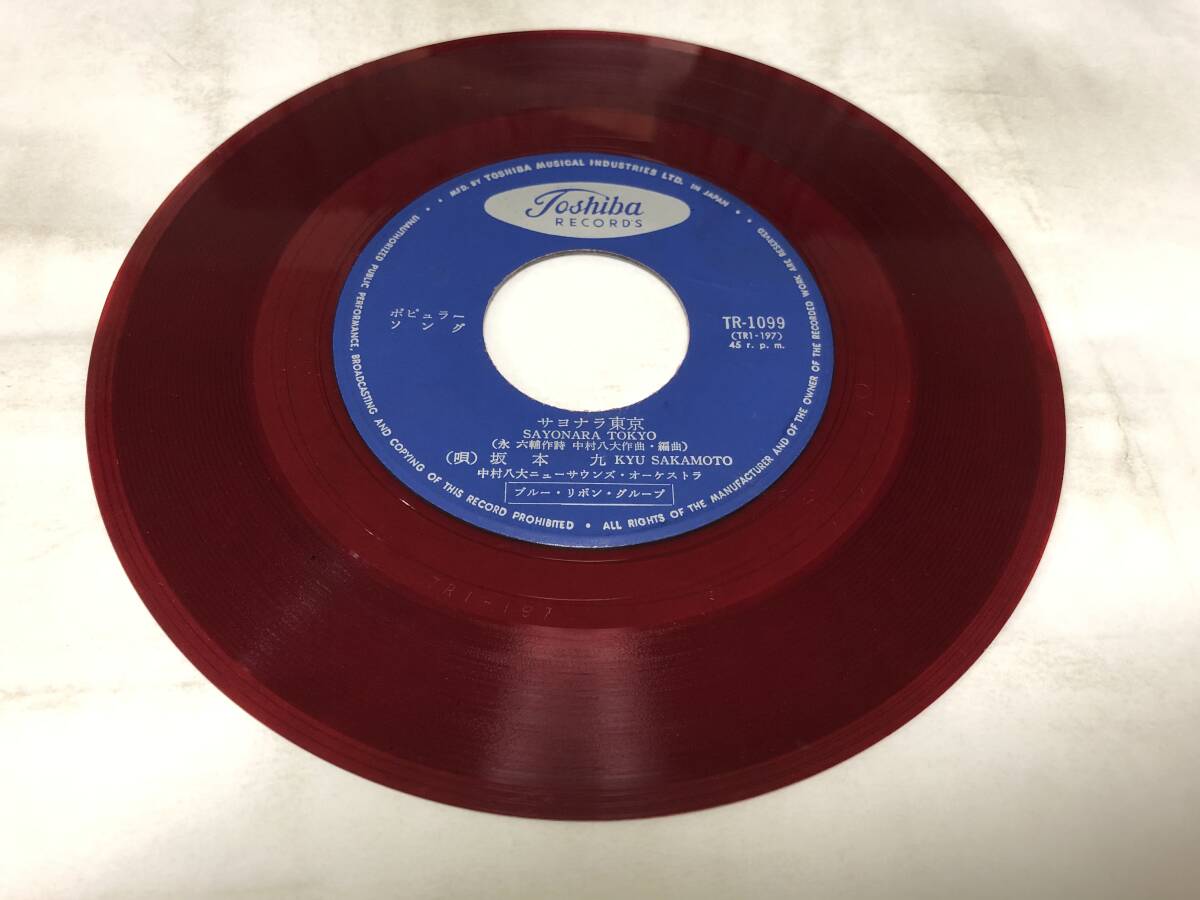 MFD. BY TOSHIBA MUSICAL INDUSTRIES LTD. IN JAPAN
Toshiba
RECORDS
ポピュラー
ソング
TR-1099
(TR1-197)
45 r. p. m.
サヨナラ東京
SAYONARA TOKYO
(永 六輔作詩 中村八大作曲・編曲)
(唄) 坂本 九 KYU SAKAMOTO
中村八大ニューサウンズ・オーケストラ
ブルー・リボン・グループ
UNAUTHORIZED PUBLIC PERFORMANCE, BROADCASTING AND COPYING OF THIS RECORD PROHIBITED • ALL RIGHTS OF THE MANUFACTURER AND OF THE OWNER OF THE RECORDED WORK ARE RESERVED
TR1-197